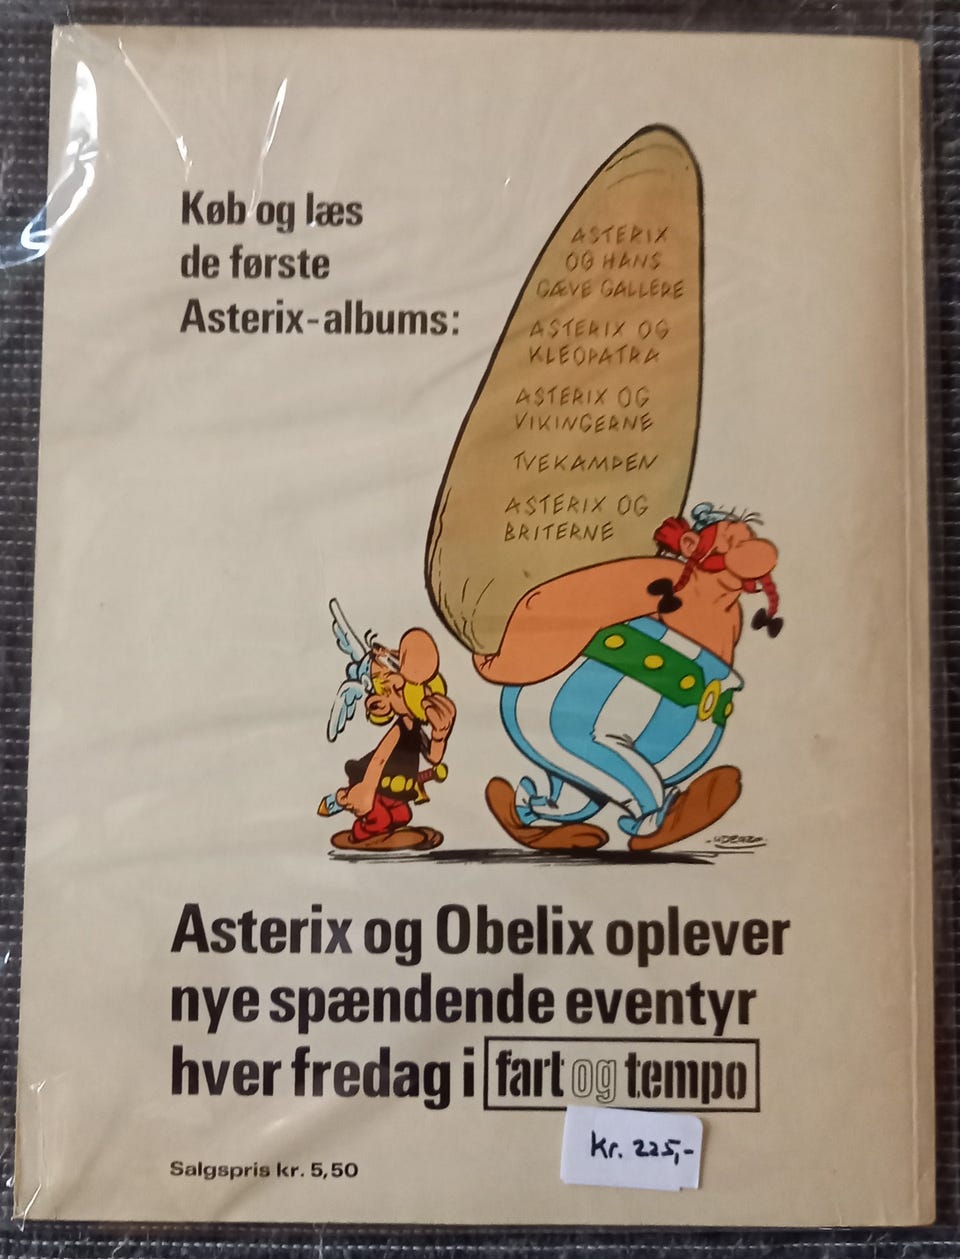 Køb og læs
de første
Asterix-albums:
ASTERIX
OG HANS
GÆVE GALLERE
ASTERIX OG
KLEOPATRA
ASTERIX OG
VIKINGERNE
TVEKAMPEN
ASTERIX OG
BRITERNE
-UDERZO-
Asterix og Obelix oplever
nye spændende eventyr
hver fredag i fart og tempo
kr. 225,-
Salgspris kr. 5,50